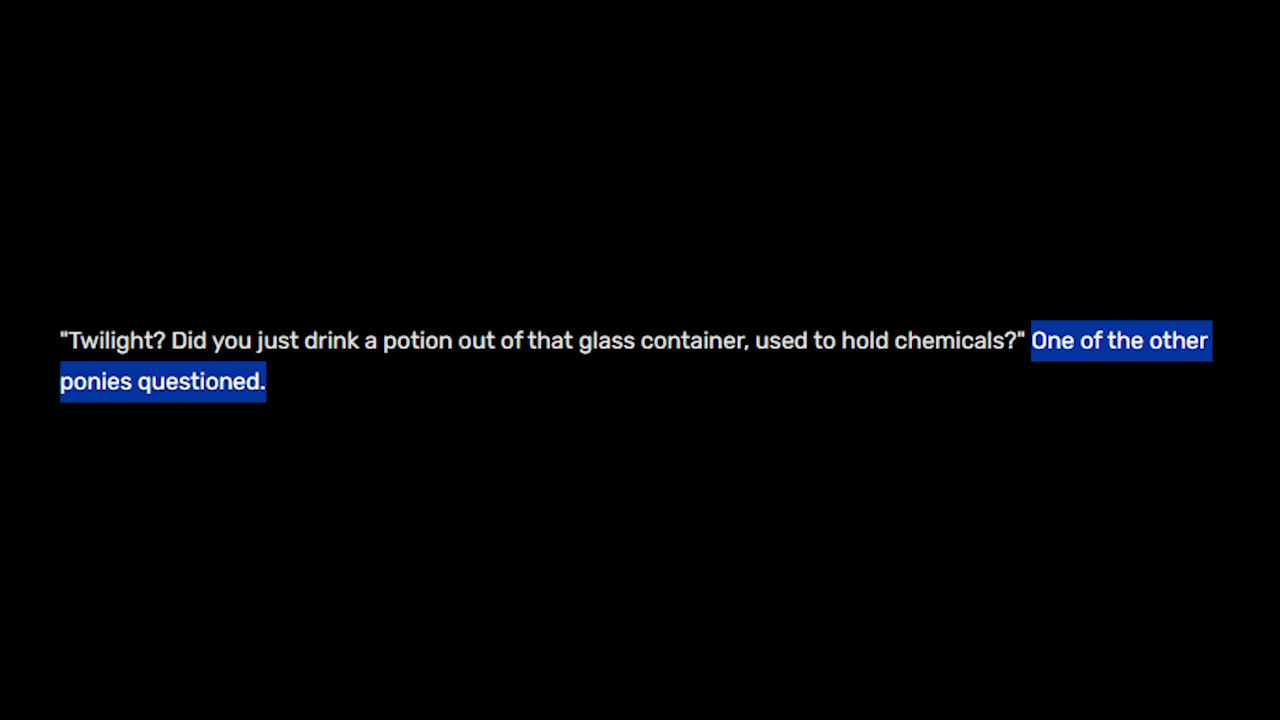 "Twilight? Did you just drink a potion out of that glass container, used to hold chemicals?" One of the other
ponies questioned.